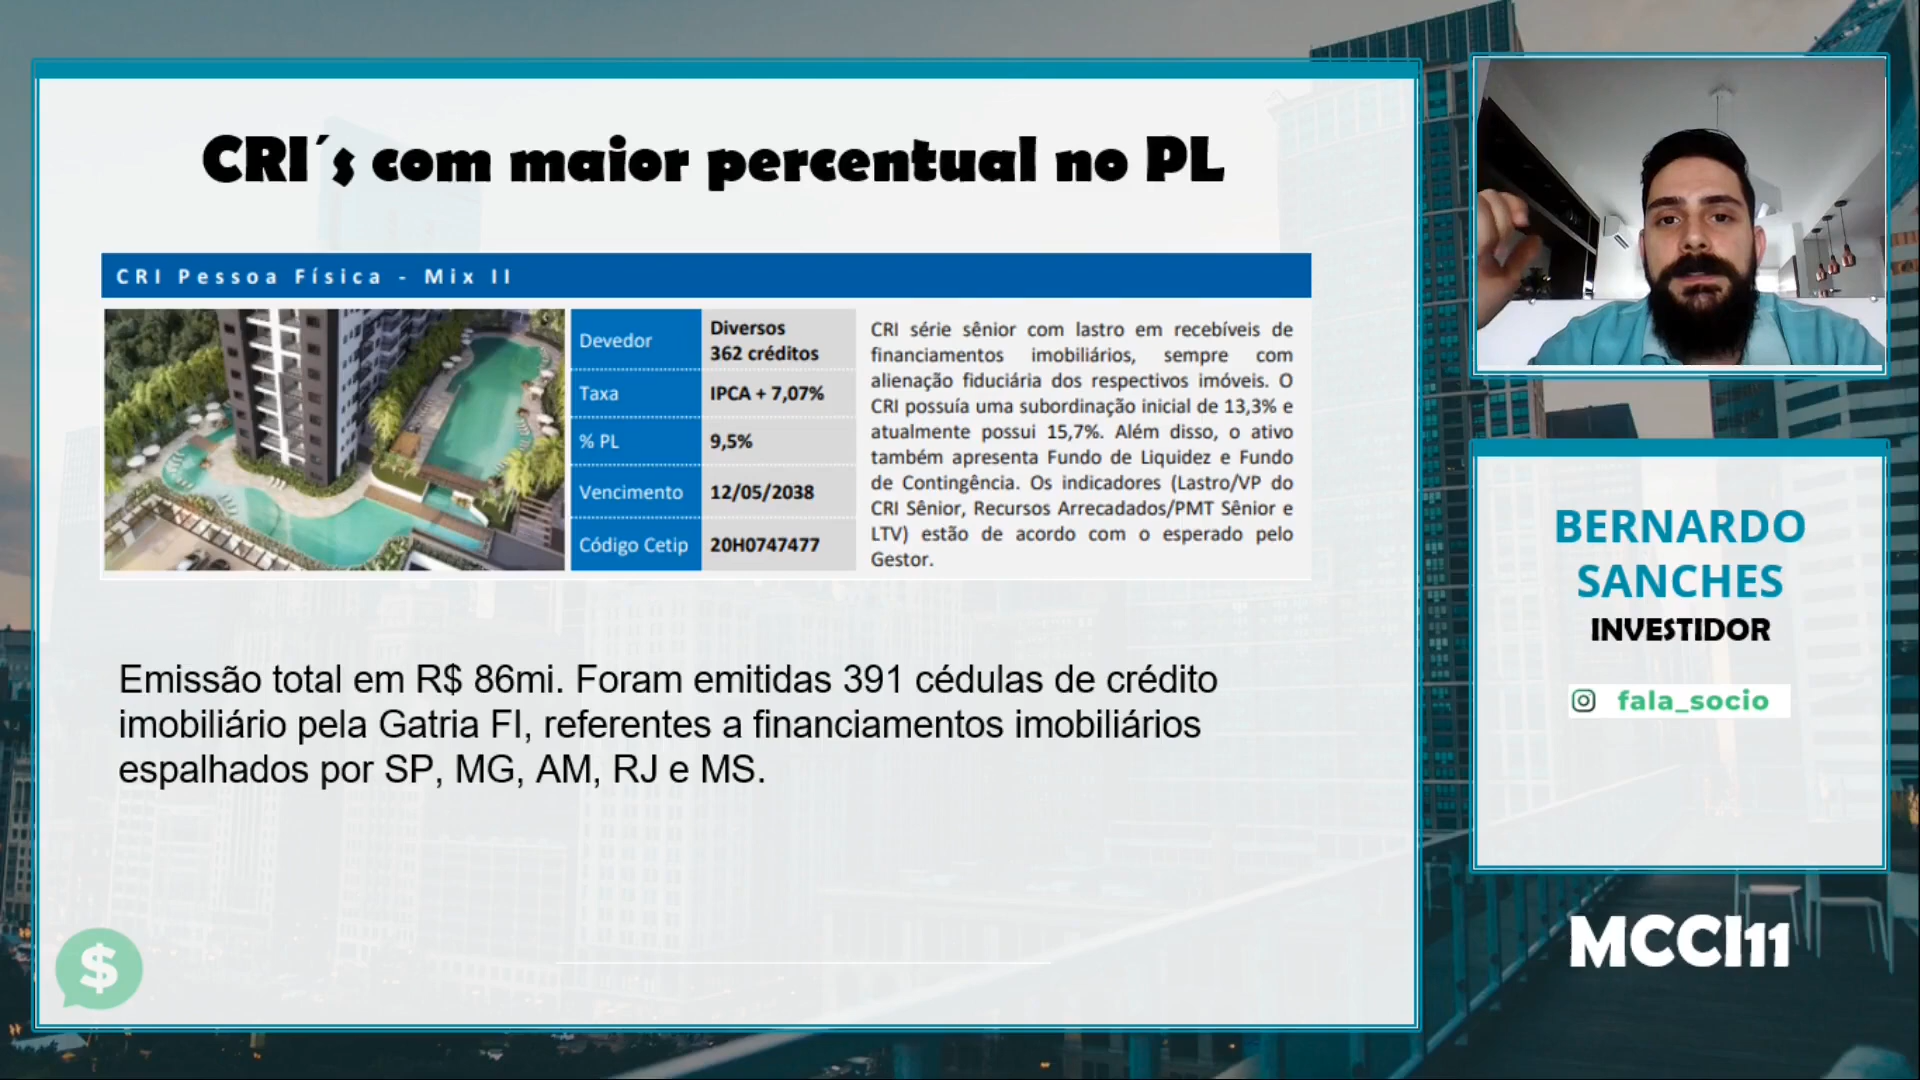 CRI´s com maior percentual no PL
CRI Pessoa Física - Mix II
Devedor
Diversos
362 créditos
Taxa
IPCA + 7,07%
% PL
9,5%
Vencimento
12/05/2038
Código Cetip
20H0747477
CRI série sênior com lastro em recebíveis de
financiamentos imobiliários, sempre com
alienação fiduciária dos respectivos imóveis. O
CRI possuía uma subordinação inicial de 13,3% e
atualmente possui 15,7%. Além disso, o ativo
também apresenta Fundo de Liquidez e Fundo
de Contingência. Os indicadores (Lastro/VP do
CRI Sênior, Recursos Arrecadados/PMT Sênior e
LTV) estão de acordo com o esperado pelo
Gestor.
Emissão total em R$ 86mi. Foram emitidas 391 cédulas de crédito
imobiliário pela Gatria FI, referentes a financiamentos imobiliários
espalhados por SP, MG, AM, RJ e MS.
$
BERNARDO
SANCHES
INVESTIDOR
fala_socio
MCCI11